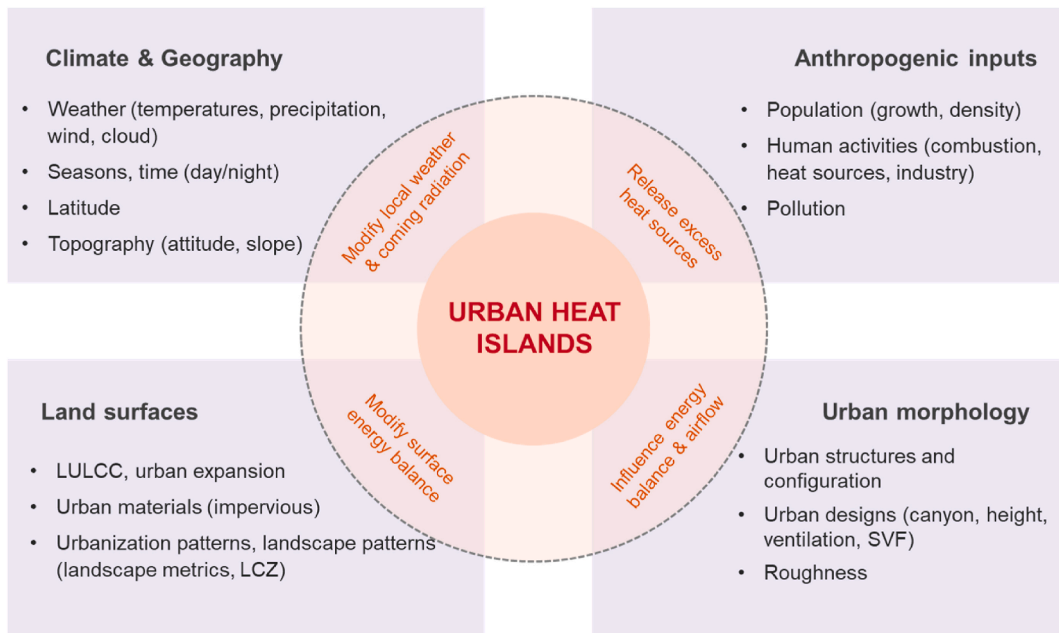 Climate & Geography
• Weather (temperatures, precipitation,
wind, cloud)
• Seasons, time (day/night)
• Latitude
• Topography (attitude, slope)
Modify local weather
& coming radiation
Anthropogenic inputs
• Population (growth, density)
• Human activities (combustion,
heat sources, industry)
• Pollution
Release excess
heat sources
URBAN HEAT
ISLANDS
Land surfaces
• LULCC, urban expansion
• Urban materials (impervious)
• Urbanization patterns, landscape patterns
(landscape metrics, LCZ)
Modify surface
energy balance
Urban morphology
• Urban structures and
configuration
• Urban designs (canyon, height,
ventilation, SVF)
• Roughness
Influence energy
balance & airflow